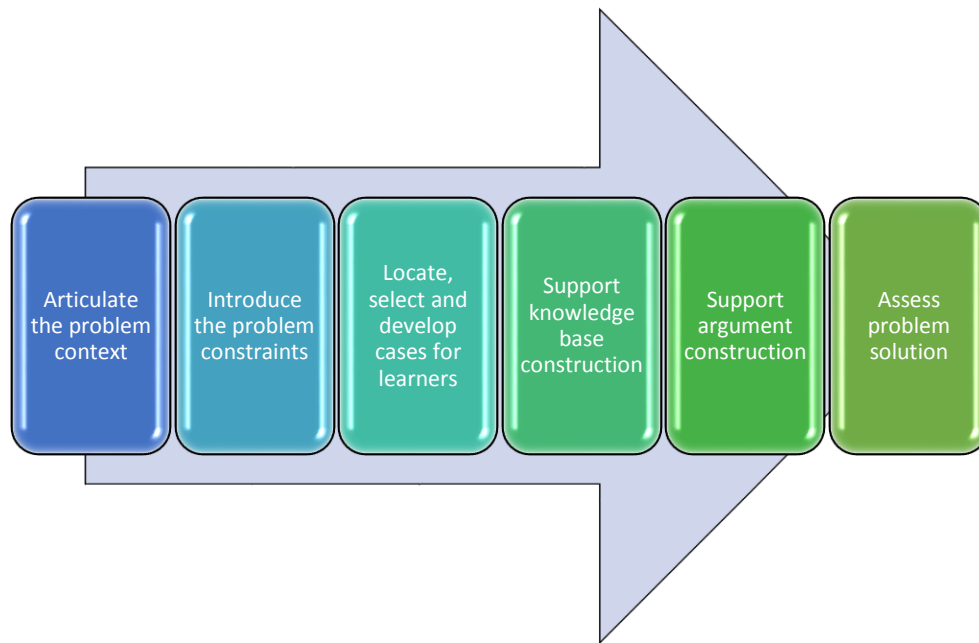 Articulate
the problem
context
Introduce
the problem
constraints
Locate,
select and
develop
cases for
learners
Support
knowledge
base
construction
Support
argument
construction
Assess
problem
solution